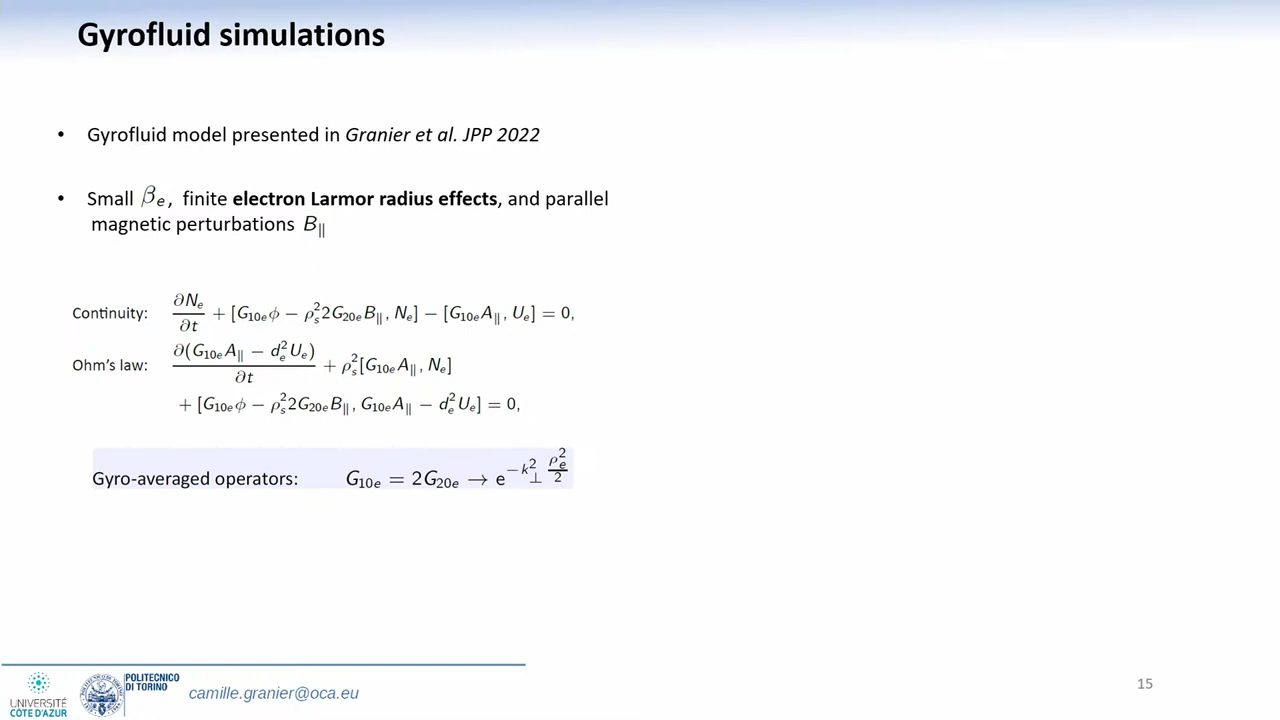 Gyrofluid simulations
• Gyrofluid model presented in Granier et al. JPP 2022
• Small βₑ, finite electron Larmor radius effects, and parallel
magnetic perturbations B∥
Continuity: ∂Nₑ/∂t + [G₁₀ₑϕ − ρₛ²2G₂₀ₑB∥, Nₑ] − [G₁₀ₑA∥, Uₑ] = 0,
Ohm's law: ∂(G₁₀ₑA∥ − dₑ²Uₑ)/∂t + ρₛ²[G₁₀ₑA∥, Nₑ]
+ [G₁₀ₑϕ − ρₛ²2G₂₀ₑB∥, G₁₀ₑA∥ − dₑ²Uₑ] = 0,
Gyro-averaged operators: G₁₀ₑ = 2G₂₀ₑ → e^(−k⊥² ρₑ²/2)
UNIVERSITÉ
CÔTE D'AZUR
POLITECNICO
DI TORINO
camille.granier@oca.eu
15